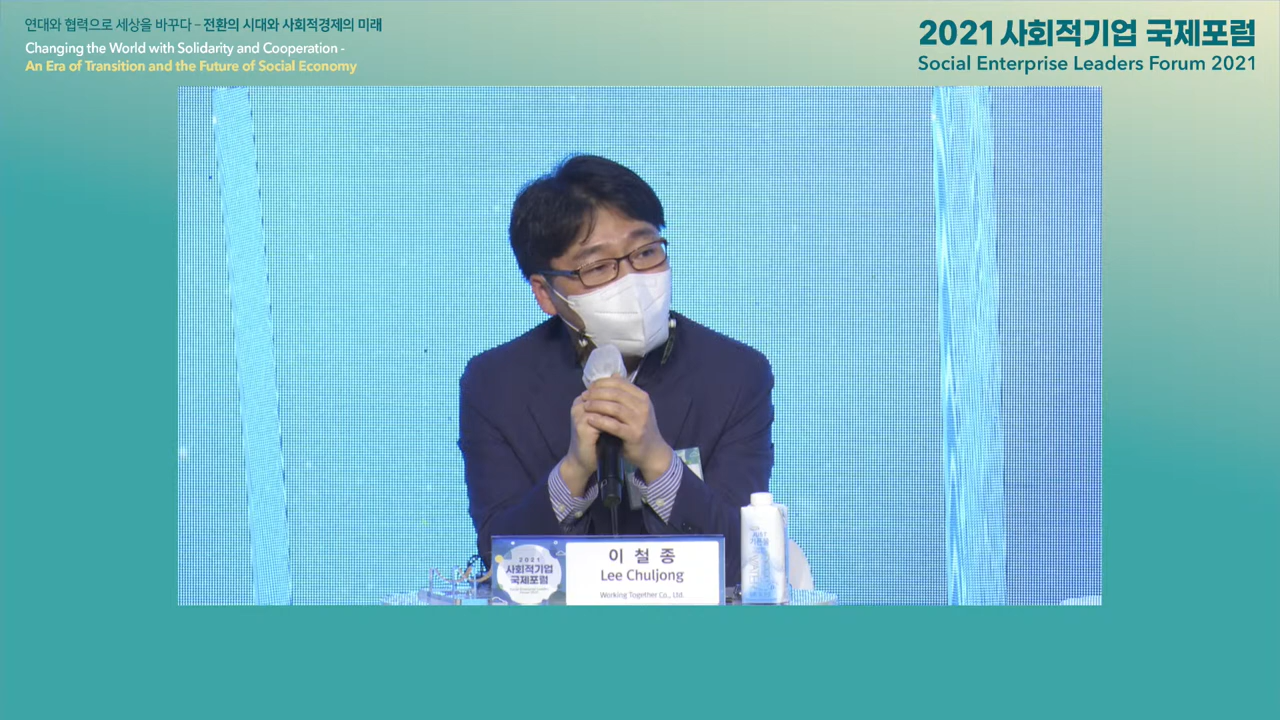 연대와 협력으로 세상을 바꾸다 – 전환의 시대와 사회적경제의 미래
Changing the World with Solidarity and Cooperation -
An Era of Transition and the Future of Social Economy
2021 사회적기업 국제포럼
Social Enterprise Leaders Forum 2021
2021
사회적기업
국제포럼
이 철 종
Lee Chuljong
Working Together Co., Ltd.